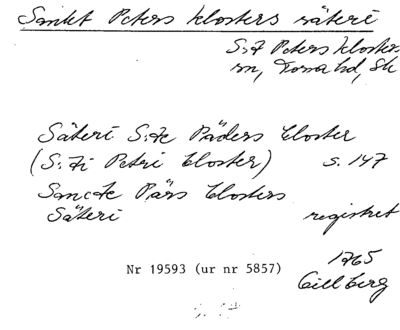 Sankt Peters klosters säteri
S:t Peters klosters
sn, Torna hd, Sk
Säteri S:te Päders Closter
(S:ti Petri Closter) s. 147
Sancte Pärs Closters
Säteri registret
1765
Nr 19593 (ur nr 5857)
Gillberg